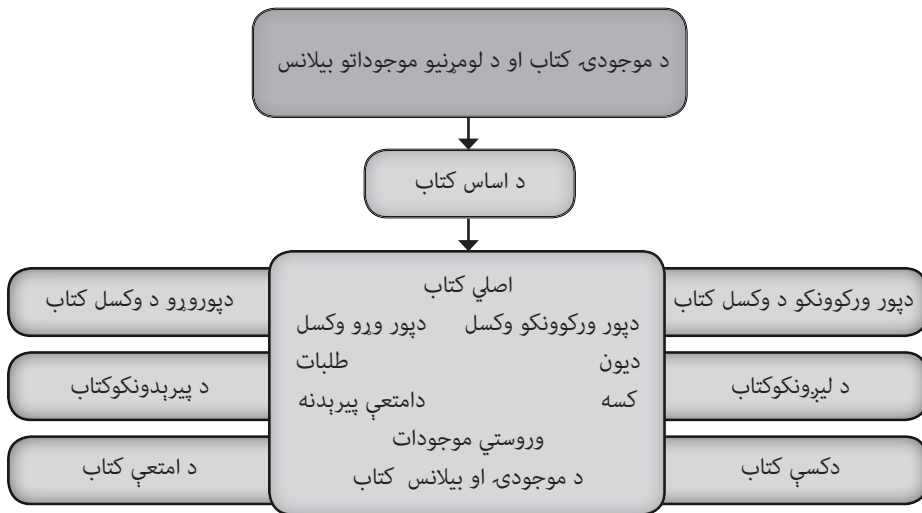 د موجودۍ کتاب او د لومړنیو موجوداتو بیلانس
د اساس کتاب
اصلي کتاب
دپور ورکوونکو وکسل
دپور وړو وکسل
دیون
طلبات
کسه
دامتعې پیرېدنه
وروستي موجودات
د موجودۍ او بیلانس کتاب
دپور ورکوونکو د وکسل کتاب
د لیږونکوکتاب
دکسې کتاب
دپوروړو د وکسل کتاب
د پیرېدونکوکتاب
د امتعې کتاب